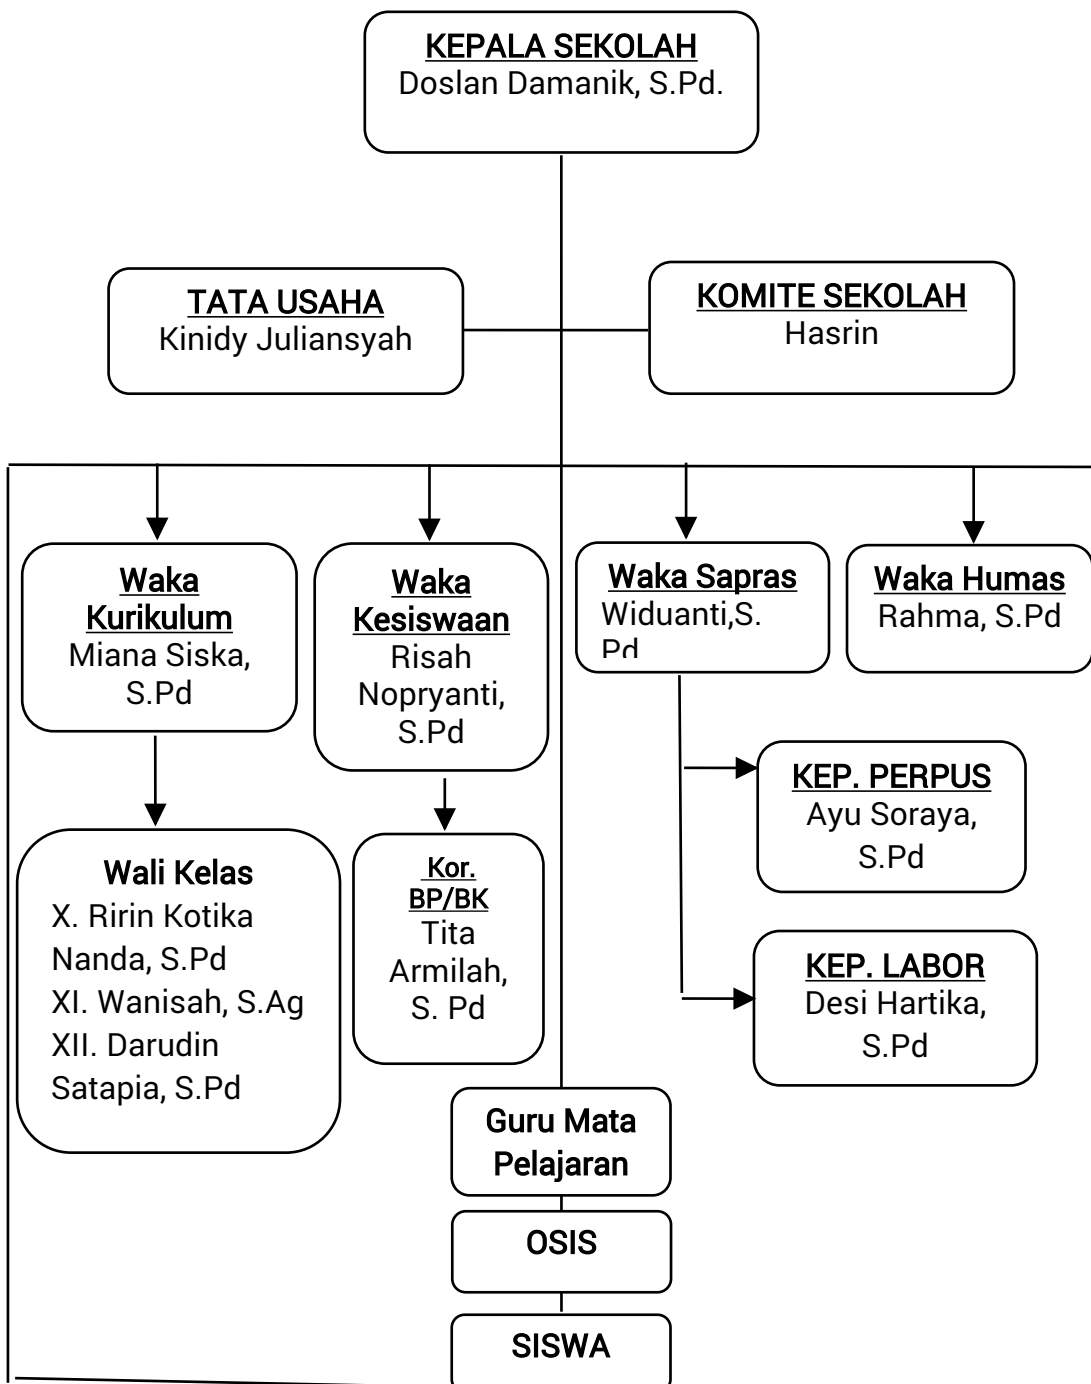 KEPALA SEKOLAH
Doslan Damanik, S.Pd.
TATA USAHA
Kinidy Juliansyah
KOMITE SEKOLAH
Hasrin
Waka
Kurikulum
Miana Siska,
S.Pd
Waka
Kesiswaan
Risah
Nopryanti,
S.Pd
Waka Sapras
Widuanti,S.
Pd
Waka Humas
Rahma, S.Pd
KEP. PERPUS
Ayu Soraya,
S.Pd
Wali Kelas
X. Ririn Kotika
Nanda, S.Pd
XI. Wanisah, S.Ag
XII. Darudin
Satapia, S.Pd
Kor.
BP/BK
Tita
Armilah,
S. Pd
KEP. LABOR
Desi Hartika,
S.Pd
Guru Mata
Pelajaran
OSIS
SISWA